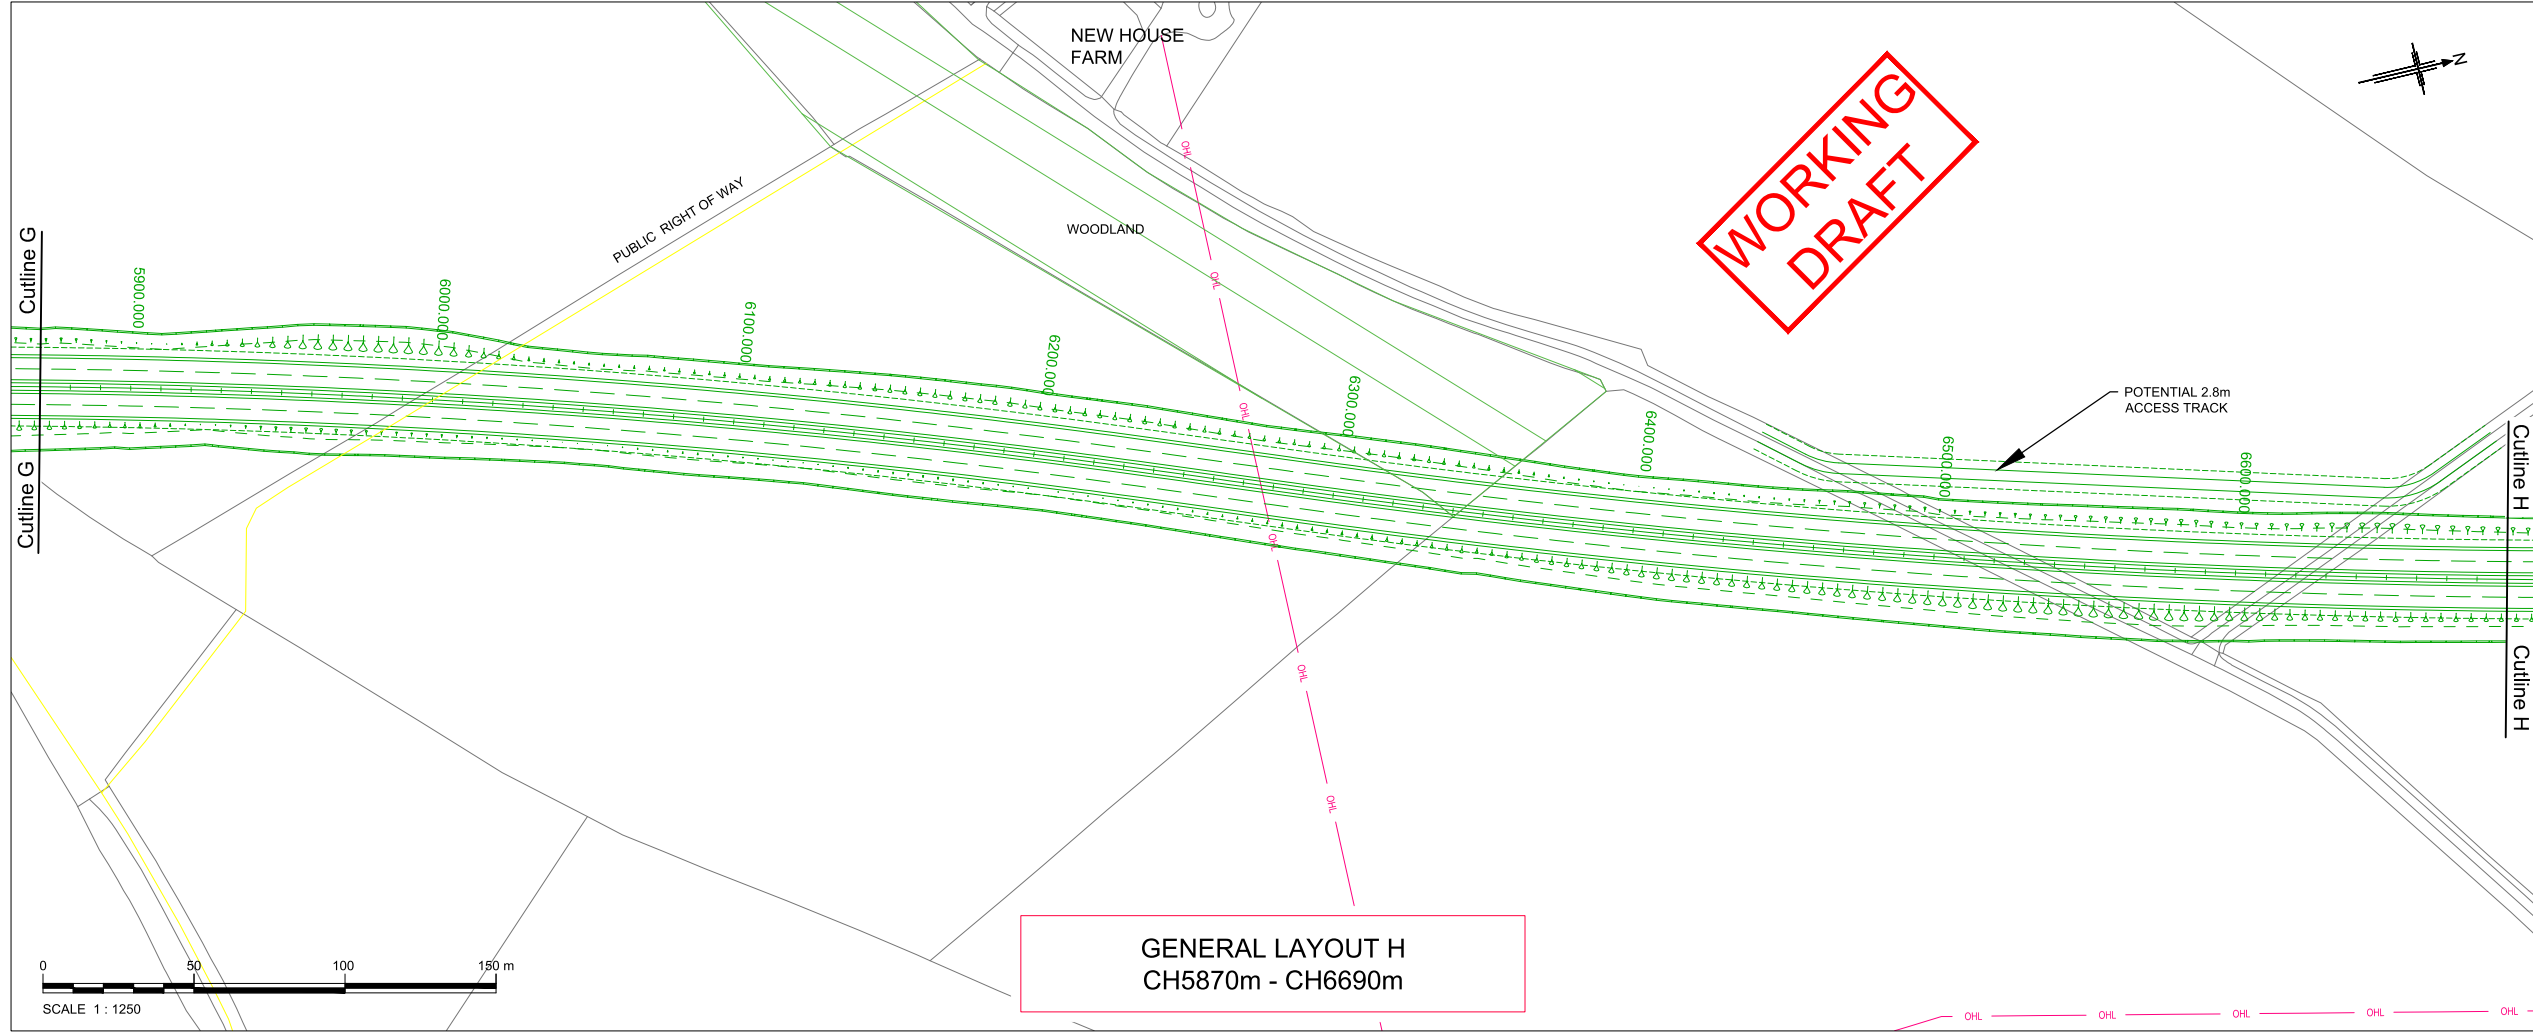 NEW HOUSE
FARM
N
WORKING
DRAFT
PUBLIC RIGHT OF WAY
WOODLAND
OHL
OHL
OHL
OHL
OHL
OHL
Cutline G
Cutline G
5900.000
6000.000
6100.000
6200.000
6300.000
6400.000
6500.000
6600.000
POTENTIAL 2.8m
ACCESS TRACK
Cutline H
Cutline H
0 50 100 150 m
SCALE 1 : 1250
GENERAL LAYOUT H
CH5870m - CH6690m
OHL OHL OHL OHL OHL